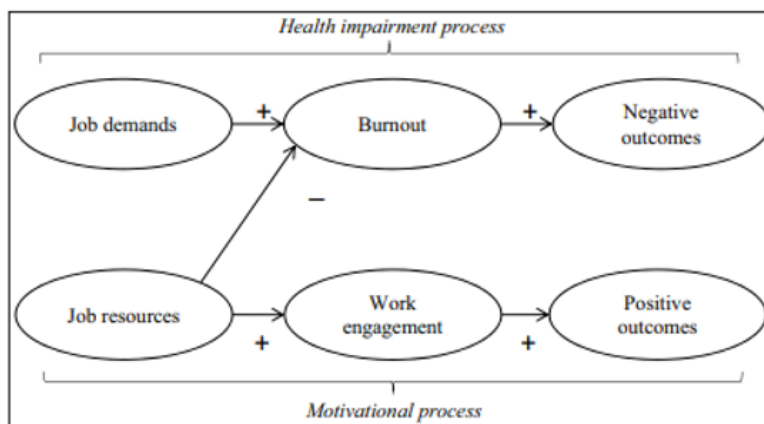 Health impairment process
+
+
Job demands
Burnout
Negative
outcomes
−
Job resources
Work
engagement
Positive
outcomes
+
+
Motivational process